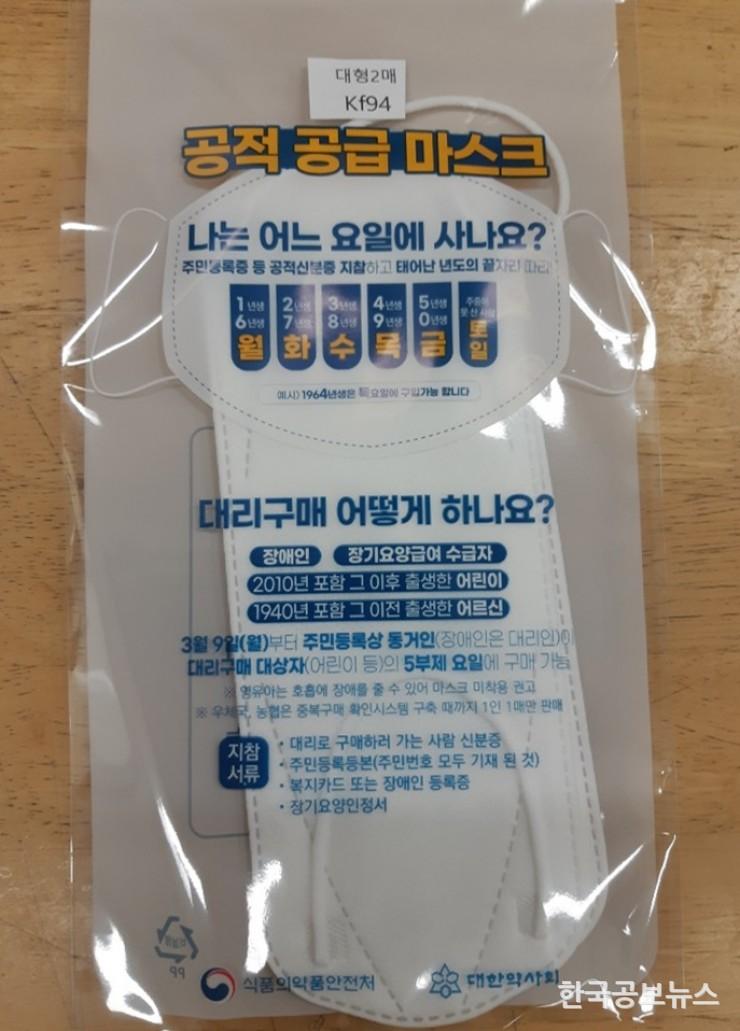 대형2매
Kf94
공적 공급 마스크
나는 어느 요일에 사나요?
주민등록증 등 공적신분증 지참하고 태어난 년도의 끝자리 따라
1년생 2년생 3년생 4년생 5년생 주중에
6년생 7년생 8년생 9년생 0년생 못 산 사람
월 화 수 목 금 토
일
예시) 1964년생은 목요일에 구입가능 합니다
대리구매 어떻게 하나요?
장애인 장기요양급여 수급자
2010년 포함 그 이후 출생한 어린이
1940년 포함 그 이전 출생한 어르신
3월 9일(월)부터 주민등록상 동거인(장애인은 대리인)이
대리구매 대상자(어린이 등)의 5부제 요일에 구매 가능
※ 영유아는 호흡에 장애를 줄 수 있어 마스크 미착용 권고
※ 우체국, 농협은 중복구매 확인시스템 구축 때까지 1인 1매만 판매
지참
서류
· 대리로 구매하러 가는 사람 신분증
· 주민등록등본(주민번호 모두 기재 된 것)
· 복지카드 또는 장애인 등록증
· 장기요양인정서
식품의약품안전처
대한약사회
한국공보뉴스